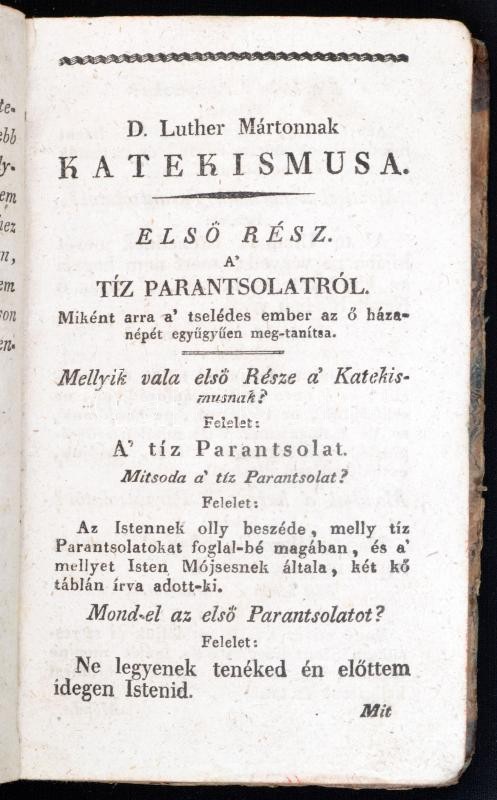 D. Luther Mártonnak
KATEKISMUSA.
ELSŐ RÉSZ.
A'
TÍZ PARANTSOLATRÓL.
Miként arra a' tselédes ember az ő háza-
népét együgyűen meg-tanítsa.
Mellyik vala első Része a' Katekis-
musnak?
Felelet:
A' tíz Parantsolat.
Mitsoda a' tíz Parantsolat?
Felelet:
Az Istennek olly beszéde, melly tíz
Parantsolatokat foglal-bé magában, és a'
mellyet Isten Mójsesnek általa, két kő
táblán írva adott-ki.
Mond-el az első Parantsolatot?
Felelet:
Ne legyenek tenéked én előttem
idegen Istenid.
Mit